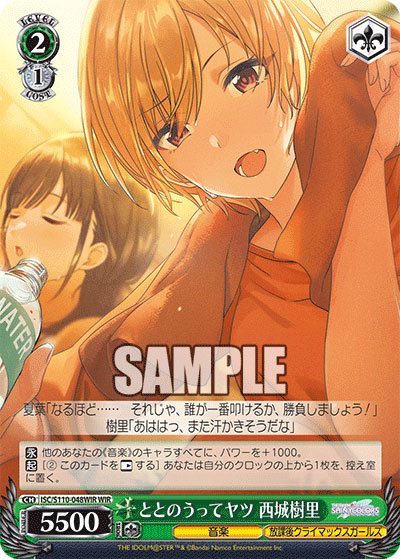 LEVEL
2
1
COST
WATER
SAMPLE
夏葉「なるほど…… それじゃ、誰が一番叩けるか、勝負しましょう！」
樹里「あははっ、また汗かきそうだな」
永 他のあなたの《音楽》のキャラすべてに、パワーを＋1000。
起 ［② このカードを する］ あなたは自分のクロックの上から1枚を、控え
室に置く。
CH ISC/S110-048WIR WIR
5500
ととのうってヤツ 西城樹里
SHINYCOLORS
音楽
放課後クライマックスガールズ
THE IDOLM@STER™ & ©Bandai Namco Entertainment Inc.